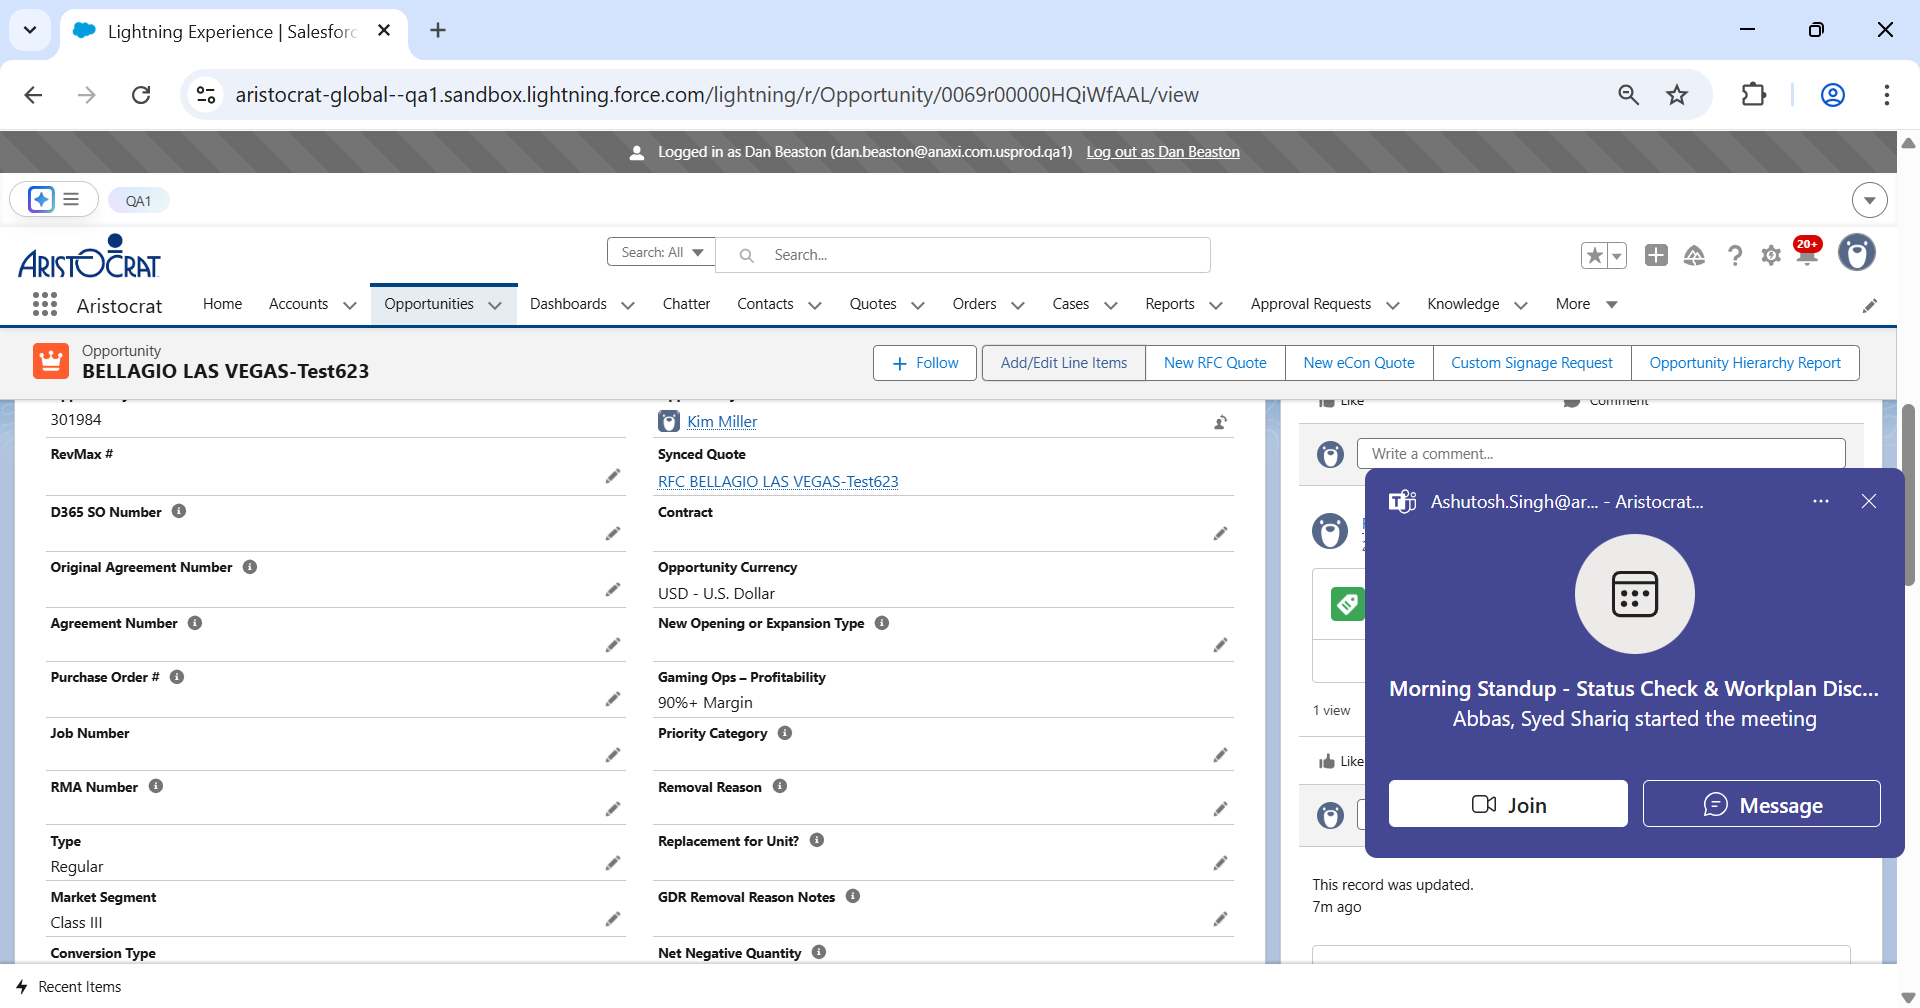 Lightning Experience | Salesforc
aristocrat-global--qa1.sandbox.lightning.force.com/lightning/r/Opportunity/0069r00000HQiWfAAL/view
Logged in as Dan Beaston (dan.beaston@anaxi.com.usprod.qa1) Log out as Dan Beaston
QA1
ARISTOCRAT
Search: All
Search...
20+
Aristocrat
Home Accounts Opportunities Dashboards Chatter Contacts Quotes Orders Cases Reports Approval Requests Knowledge More
Opportunity
BELLAGIO LAS VEGAS-Test623
Follow Add/Edit Line Items New RFC Quote New eCon Quote Custom Signage Request Opportunity Hierarchy Report
301984
RevMax #
D365 SO Number
Original Agreement Number
Agreement Number
Purchase Order #
Job Number
RMA Number
Type
Regular
Market Segment
Class III
Conversion Type
Kim Miller
Synced Quote
RFC BELLAGIO LAS VEGAS-Test623
Contract
Opportunity Currency
USD - U.S. Dollar
New Opening or Expansion Type
Gaming Ops – Profitability
90%+ Margin
Priority Category
Removal Reason
Replacement for Unit?
GDR Removal Reason Notes
Net Negative Quantity
Like Comment
Write a comment...
1 view
Like
This record was updated.
7m ago
Ashutosh.Singh@ar... - Aristocrat...
Morning Standup - Status Check & Workplan Disc...
Abbas, Syed Shariq started the meeting
Join Message
Recent Items